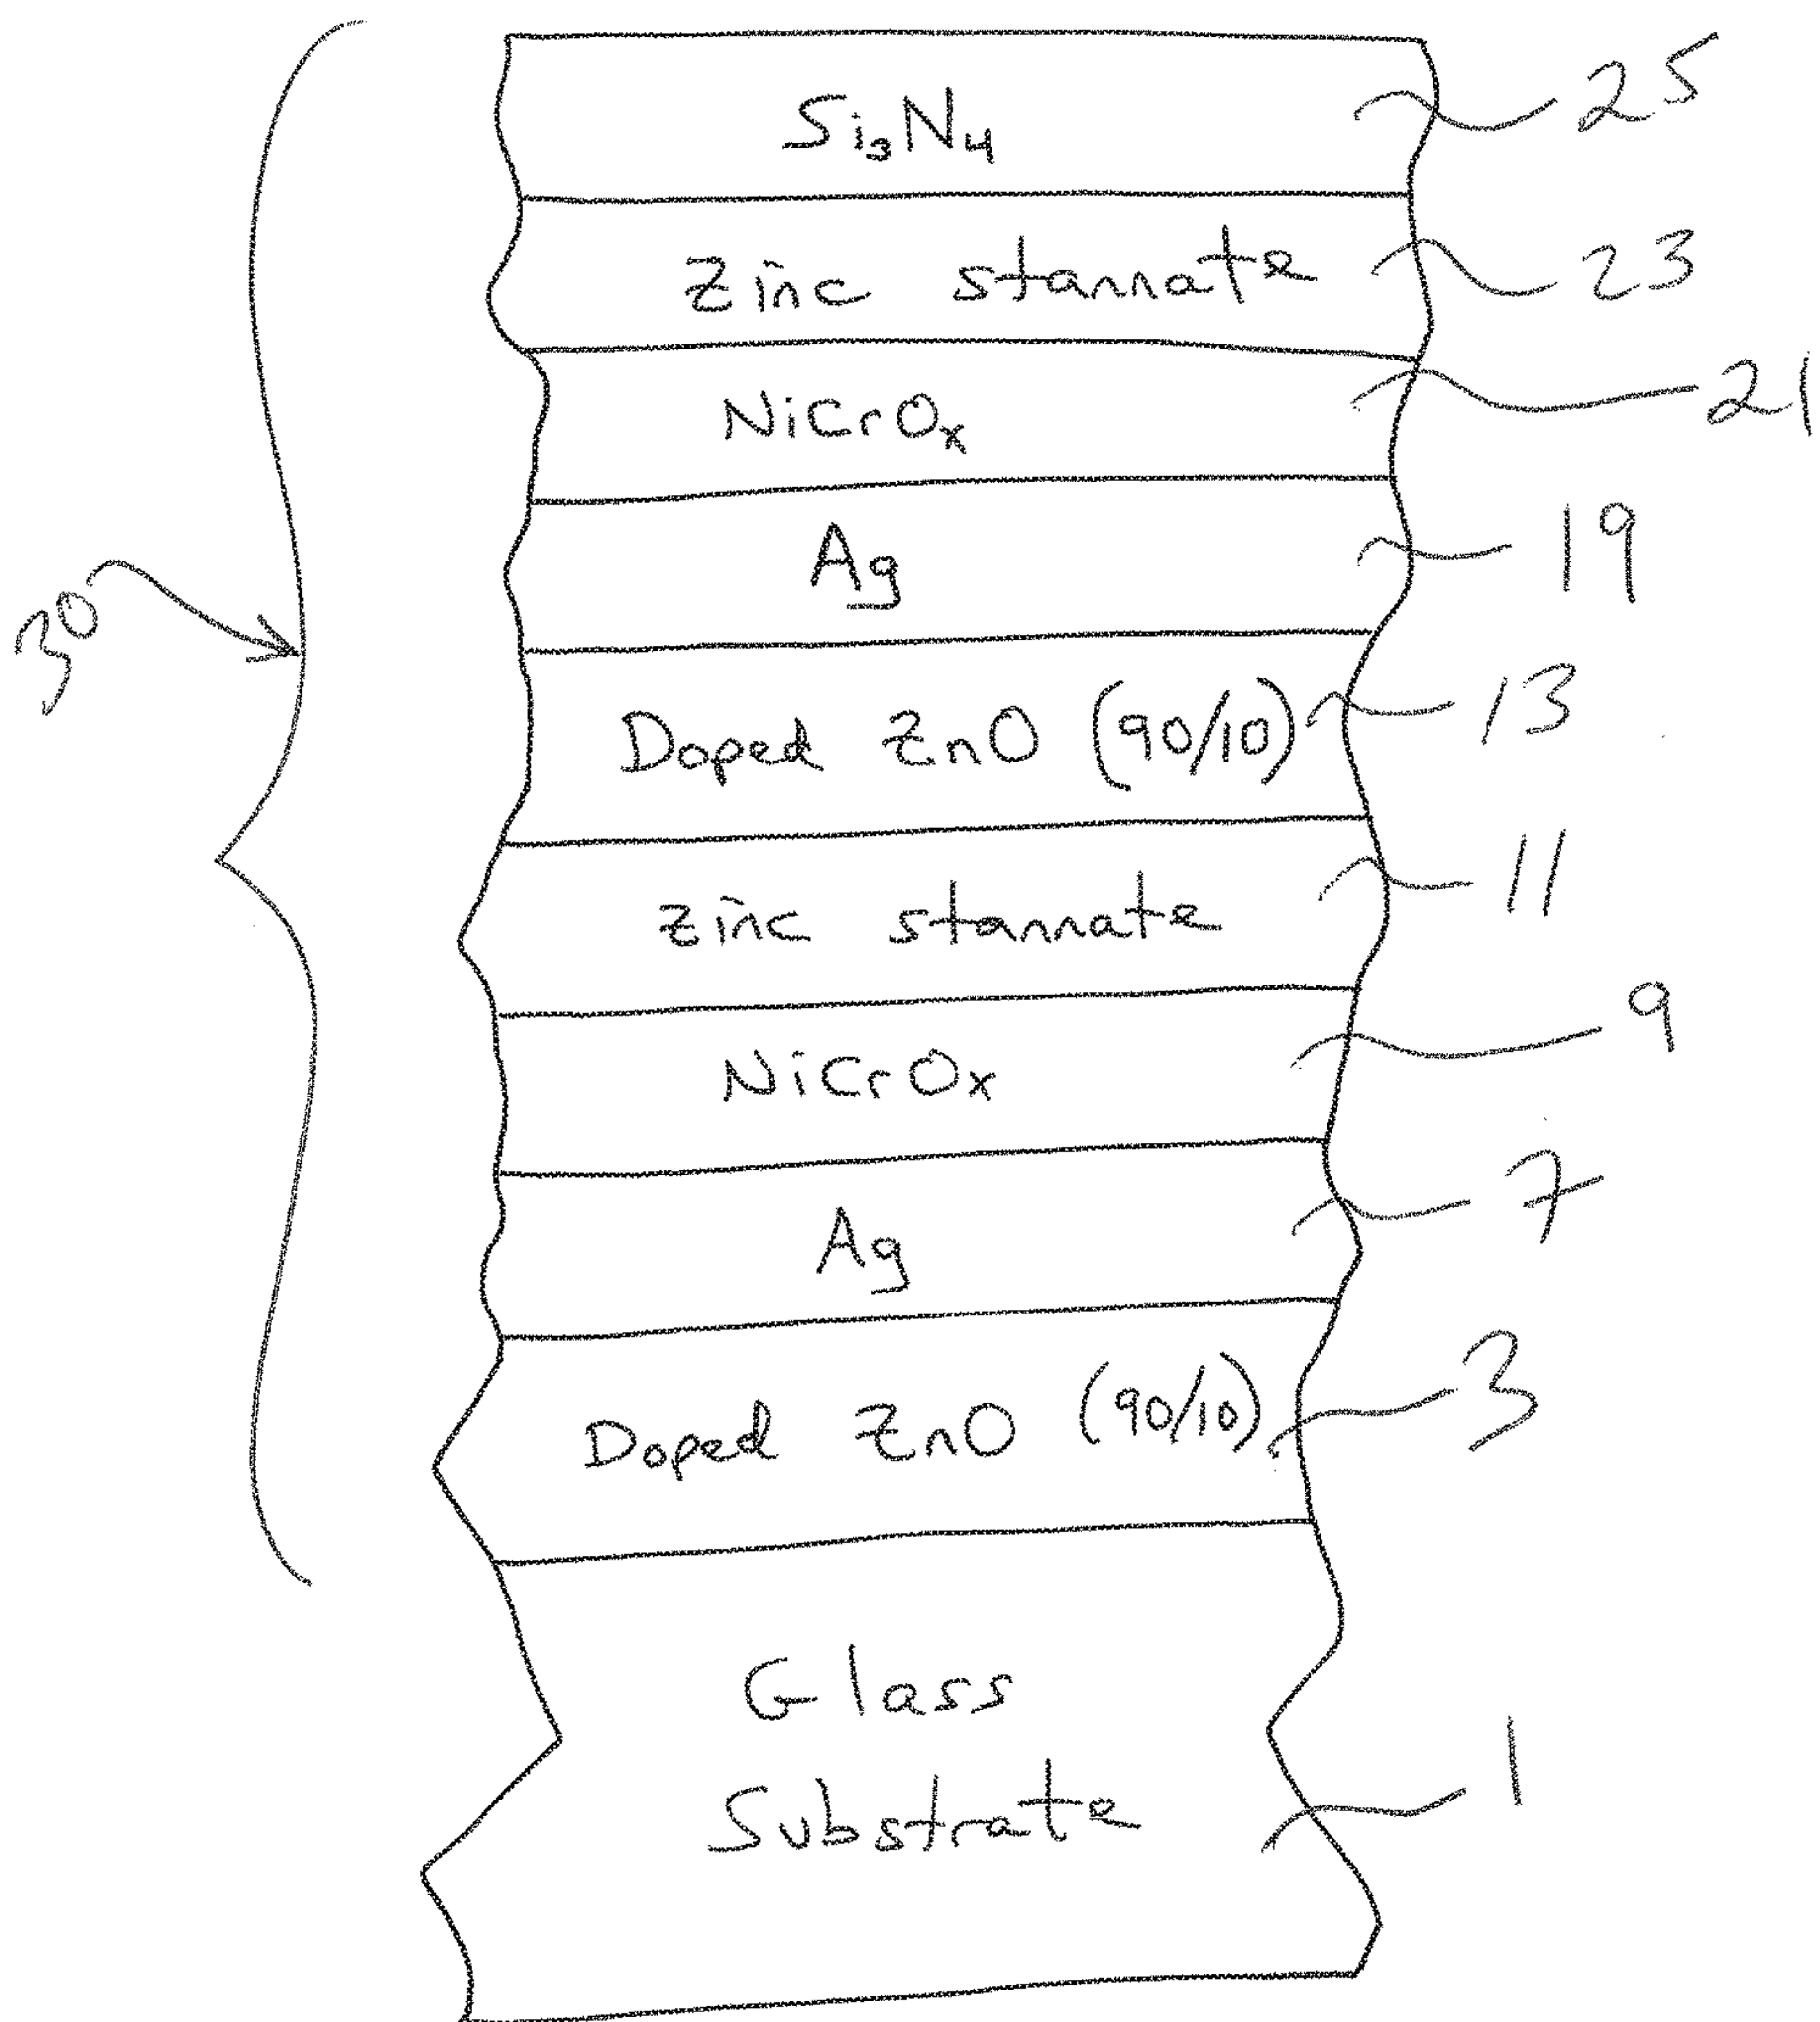 Si₃N₄ 25
Zinc stannate 23
NiCrOₓ 21
Ag 19
30
Doped ZnO (90/10) 13
Zinc stannate 11
NiCrOx 9
Ag 7
Doped ZnO (90/10) 3
Glass
Substrate 1